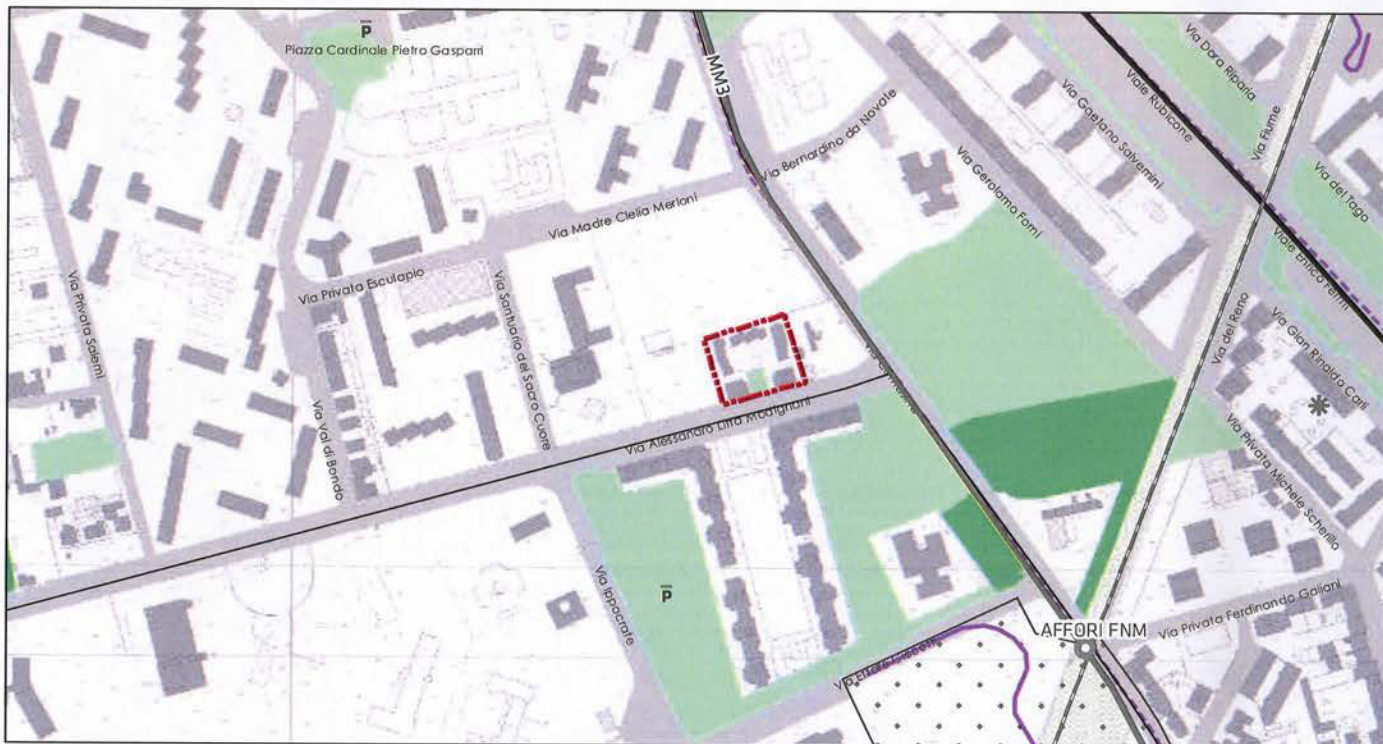 P
Piazza Cardinale Pietro Gasparri
MM3
Via Dora Riparia
Viale Rubicone
Via Gaetano Salvemini
Via Fiume
Via del Tago
Via Bernardino da Novate
Via Gerolamo Forni
Via Madre Clelia Merloni
Viale Enrico Fermi
Via Privata Esculapio
Via Santuario del Sacro Cuore
Via del Reno
Via Gian Rinaldo Carli
Via Privata Salemi
Via Val di Bondo
Via Alessandro Litta Modignani
Via Privata Michele Scherillo
Via Ippocrate
P
Via Privata Ferdinando Galiani
AFFORI FNM